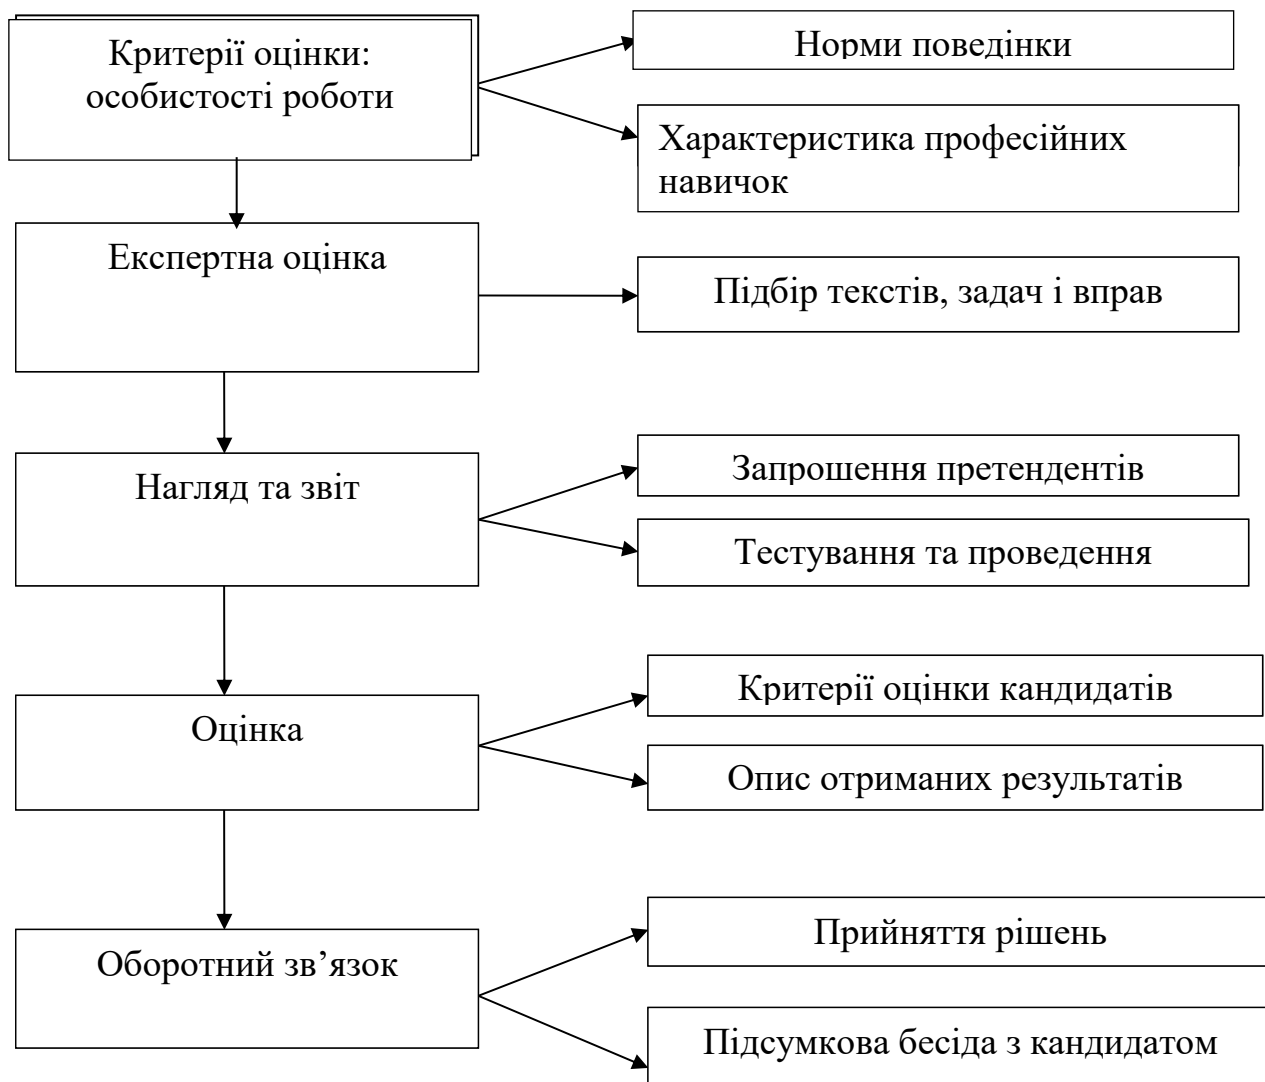 Критерії оцінки:
особистості роботи
Норми поведінки
Характеристика професійних
навичок
Експертна оцінка
Підбір текстів, задач і вправ
Нагляд та звіт
Запрошення претендентів
Тестування та проведення
Оцінка
Критерії оцінки кандидатів
Опис отриманих результатів
Оборотний зв’язок
Прийняття рішень
Підсумкова бесіда з кандидатом